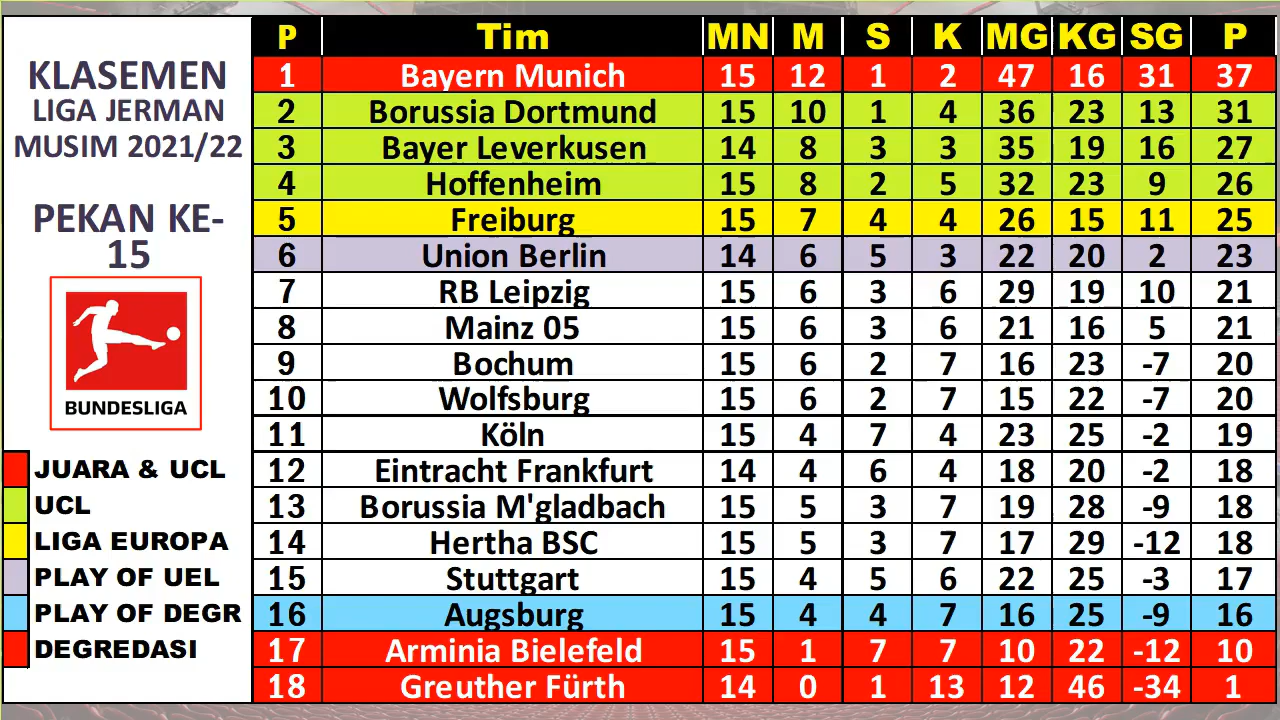 KLASEMEN
LIGA JERMAN
MUSIM 2021/22
PEKAN KE-
15
BUNDESLIGA
JUARA & UCL
UCL
LIGA EUROPA
PLAY OF UEL
PLAY OF DEGR
DEGREDASI
P Tim MN M S K MG KG SG P
1 Bayern Munich 15 12 1 2 47 16 31 37
2 Borussia Dortmund 15 10 1 4 36 23 13 31
3 Bayer Leverkusen 14 8 3 3 35 19 16 27
4 Hoffenheim 15 8 2 5 32 23 9 26
5 Freiburg 15 7 4 4 26 15 11 25
6 Union Berlin 14 6 5 3 22 20 2 23
7 RB Leipzig 15 6 3 6 29 19 10 21
8 Mainz 05 15 6 3 6 21 16 5 21
9 Bochum 15 6 2 7 16 23 -7 20
10 Wolfsburg 15 6 2 7 15 22 -7 20
11 Köln 15 4 7 4 23 25 -2 19
12 Eintracht Frankfurt 14 4 6 4 18 20 -2 18
13 Borussia M'gladbach 15 5 3 7 19 28 -9 18
14 Hertha BSC 15 5 3 7 17 29 -12 18
15 Stuttgart 15 4 5 6 22 25 -3 17
16 Augsburg 15 4 4 7 16 25 -9 16
17 Arminia Bielefeld 15 1 7 7 10 22 -12 10
18 Greuther Fürth 14 0 1 13 12 46 -34 1